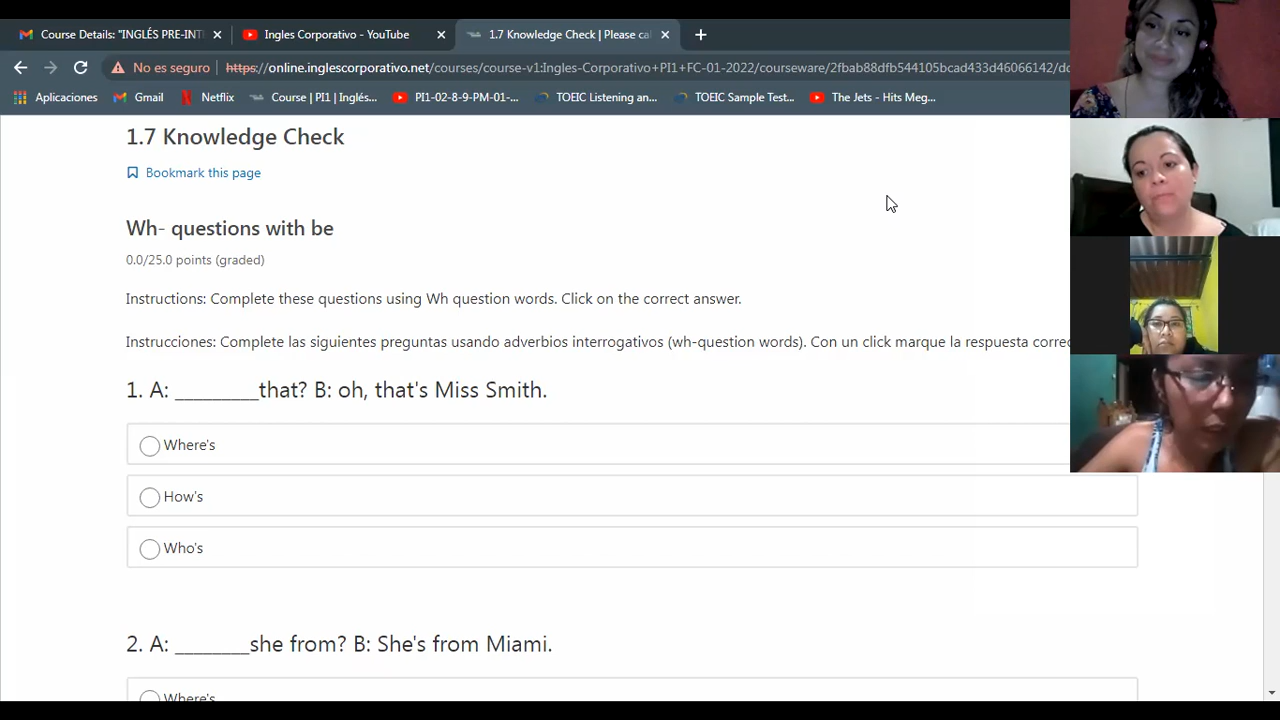 Course Details: "INGLÉS PRE-INT
Ingles Corporativo - YouTube
1.7 Knowledge Check | Please cal
No es seguro
https://online.inglescorporativo.net/courses/course-v1:Ingles-Corporativo+PI1+FC-01-2022/courseware/2fbab88dfb544105bcad433d46066142/dc
Aplicaciones
Gmail
Netflix
Course | PI1 | Inglés...
PI1-02-8-9-PM-01-...
TOEIC Listening an...
TOEIC Sample Test...
The Jets - Hits Meg...
1.7 Knowledge Check
Bookmark this page
Wh- questions with be
0.0/25.0 points (graded)
Instructions: Complete these questions using Wh question words. Click on the correct answer.
Instrucciones: Complete las siguientes preguntas usando adverbios interrogativos (wh-question words). Con un click marque la respuesta correc
1. A: _________that? B: oh, that's Miss Smith.
Where's
How's
Who's
2. A: ________she from? B: She's from Miami.
Where's